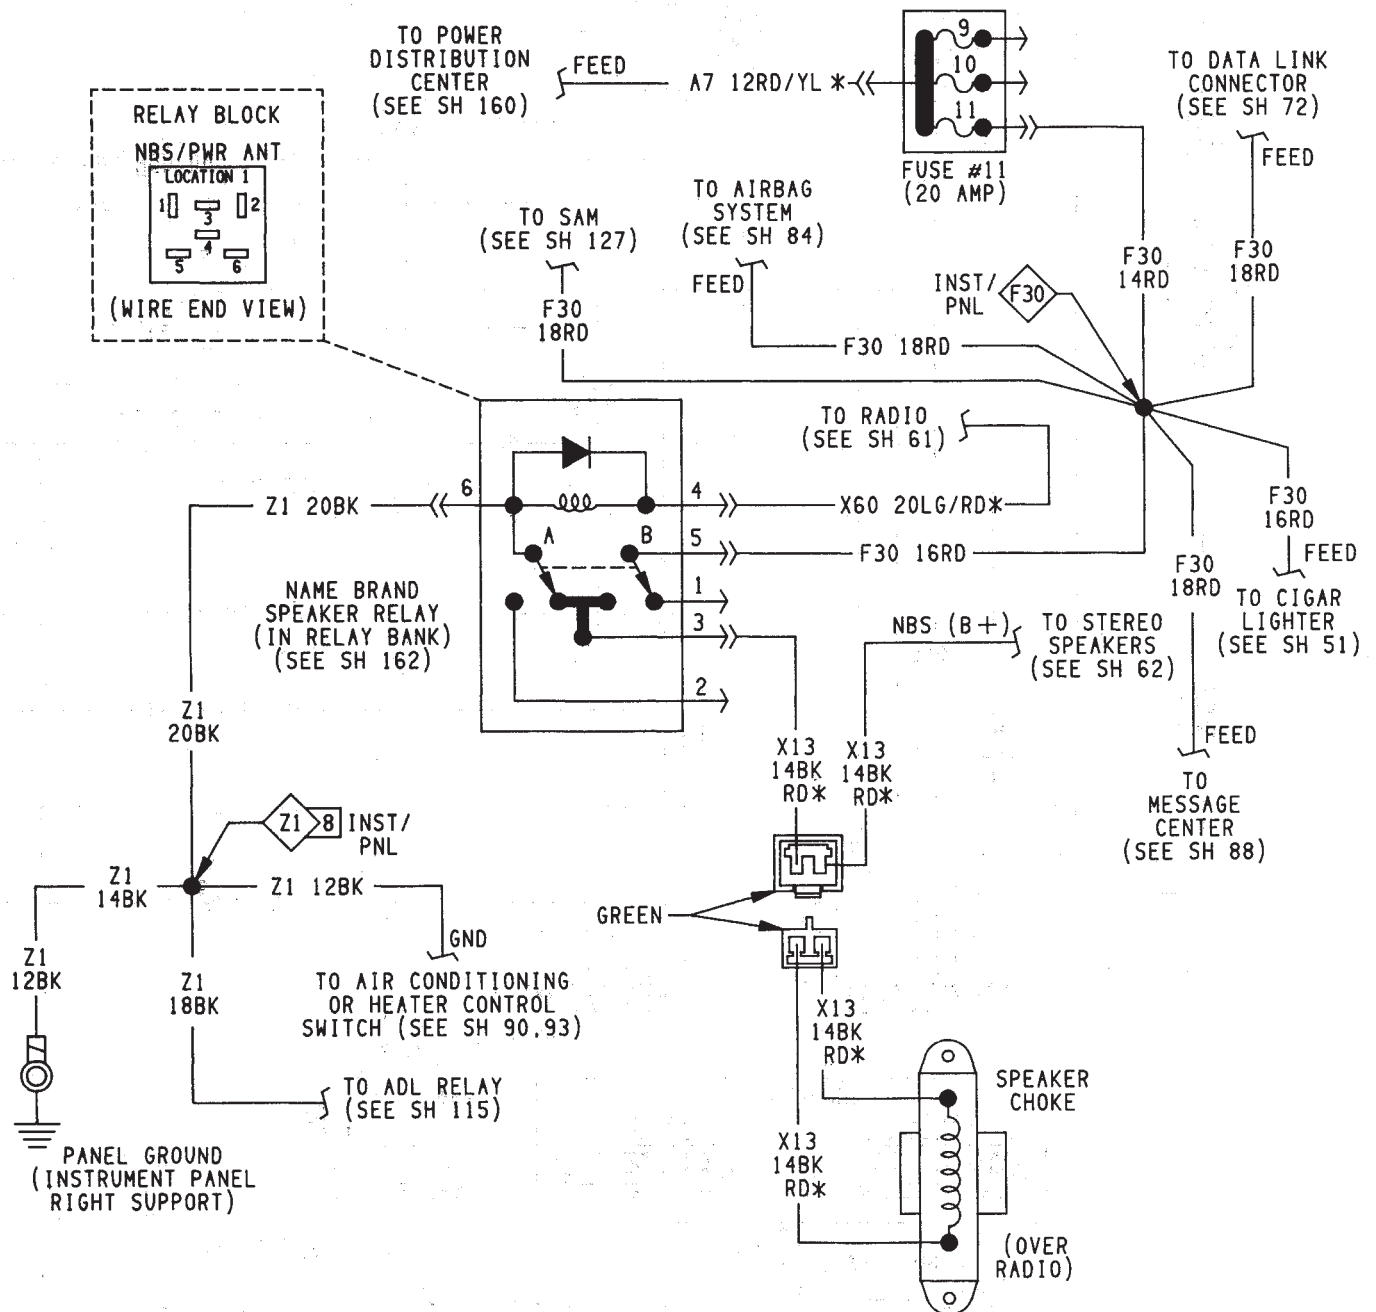 TO POWER
DISTRIBUTION
CENTER
(SEE SH 160)
FEED
A7 12RD/YL *
9
10
11
FUSE #11
(20 AMP)
TO DATA LINK
CONNECTOR
(SEE SH 72)
FEED
RELAY BLOCK
NBS/PWR ANT
LOCATION 1
1
2
3
4
5
6
(WIRE END VIEW)
TO SAM
(SEE SH 127)
F30
18RD
TO AIRBAG
SYSTEM
(SEE SH 84)
FEED
INST/
PNL
F30
F30
14RD
F30
18RD
F30 18RD
TO RADIO
(SEE SH 61)
Z1 20BK
6
4
X60 20LG/RD*
A
B
5
F30 16RD
1
3
2
NAME BRAND
SPEAKER RELAY
(IN RELAY BANK)
(SEE SH 162)
NBS (B+)
TO STEREO
SPEAKERS
(SEE SH 62)
F30
16RD
FEED
TO CIGAR
LIGHTER
(SEE SH 51)
F30
18RD
FEED
TO
MESSAGE
CENTER
(SEE SH 88)
Z1
20BK
X13
14BK
RD*
X13
14BK
RD*
Z1
8
INST/
PNL
Z1
14BK
Z1 12BK
GND
GREEN
Z1
12BK
Z1
18BK
TO AIR CONDITIONING
OR HEATER CONTROL
SWITCH (SEE SH 90,93)
X13
14BK
RD*
TO ADL RELAY
(SEE SH 115)
SPEAKER
CHOKE
PANEL GROUND
(INSTRUMENT PANEL
RIGHT SUPPORT)
X13
14BK
RD*
(OVER
RADIO)